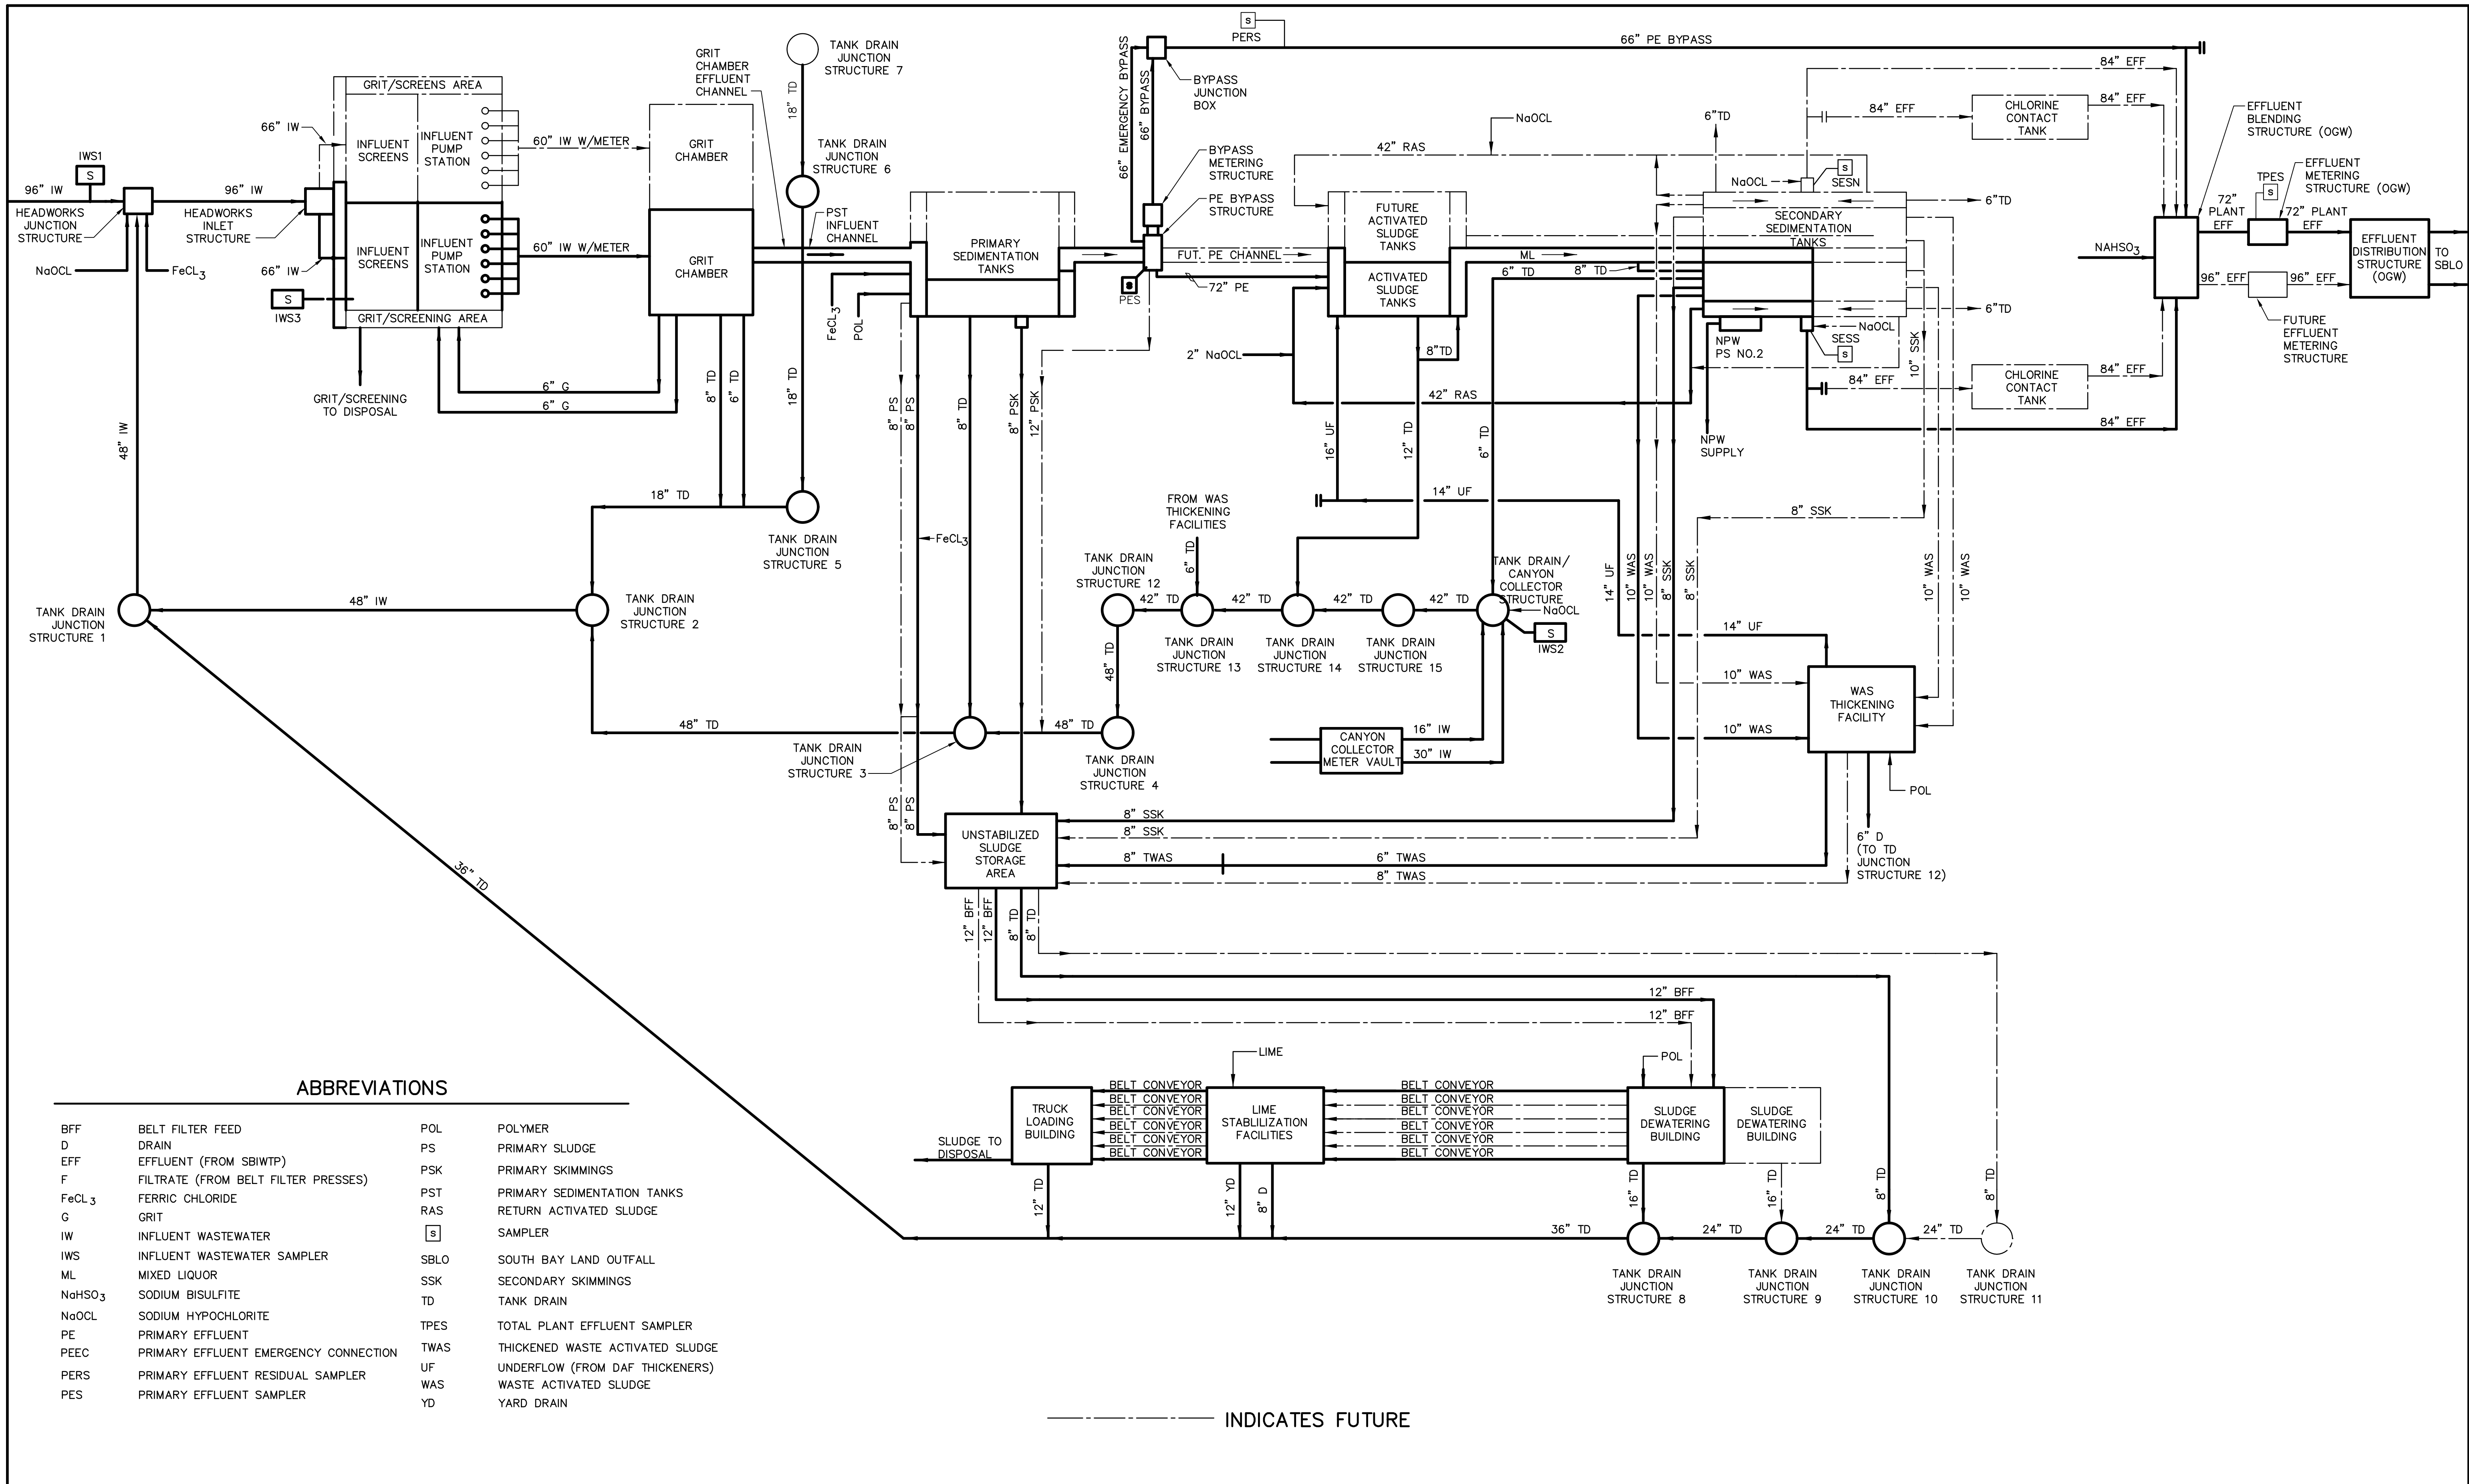 S
PERS
66" PE BYPASS
TANK DRAIN
JUNCTION
STRUCTURE 7
GRIT
CHAMBER
EFFLUENT
CHANNEL
18" TD
66" EMERGENCY BYPASS
66" BYPASS
BYPASS
JUNCTION
BOX
84" EFF
84" EFF
CHLORINE
CONTACT
TANK
84" EFF
EFFLUENT
BLENDING
STRUCTURE (OGW)
GRIT/SCREENS AREA
66" IW
INFLUENT
SCREENS
INFLUENT
PUMP
STATION
60" IW W/METER
GRIT
CHAMBER
TANK DRAIN
JUNCTION
STRUCTURE 6
NaOCL
6"TD
42" RAS
BYPASS
METERING
STRUCTURE
PE BYPASS
STRUCTURE
NaOCL
S
SESN
EFFLUENT
METERING
STRUCTURE (OGW)
TPES
S
IWS1
S
96" IW
96" IW
HEADWORKS
JUNCTION
STRUCTURE
HEADWORKS
INLET
STRUCTURE
NaOCL
FeCL3
66" IW
S
IWS3
INFLUENT
SCREENS
INFLUENT
PUMP
STATION
60" IW W/METER
GRIT/SCREENING AREA
GRIT
CHAMBER
PST
INFLUENT
CHANNEL
PRIMARY
SEDIMENTATION
TANKS
FeCL3
POL
S
PES
FUT. PE CHANNEL
72" PE
FUTURE
ACTIVATED
SLUDGE
TANKS
ACTIVATED
SLUDGE
TANKS
ML
6" TD
8" TD
SECONDARY
SEDIMENTATION
TANKS
6"TD
6"TD
NaOCL
SESS
S
NPW
PS NO.2
72"
PLANT
EFF
72" PLANT
EFF
NAHSO3
96" EFF
96" EFF
EFFLUENT
DISTRIBUTION
STRUCTURE
(OGW)
TO
SBLO
FUTURE
EFFLUENT
METERING
STRUCTURE
2" NaOCL
8"TD
10" SSK
84" EFF
CHLORINE
CONTACT
TANK
84" EFF
84" EFF
GRIT/SCREENING
TO DISPOSAL
6" G
6" G
8" TD
6" TD
18" TD
8" PS
8" PS
8" TD
8" PSK
12" PSK
42" RAS
16" UF
12" TD
6" TD
NPW
SUPPLY
48" IW
18" TD
TANK DRAIN
JUNCTION
STRUCTURE 5
FeCL3
FROM WAS
THICKENING
FACILITIES
14" UF
8" SSK
6" TD
TANK DRAIN
JUNCTION
STRUCTURE 12
TANK DRAIN/
CANYON
COLLECTOR
STRUCTURE
NaOCL
S
IWS2
14" UF
10" WAS
10" WAS
8" SSK
8" SSK
10" WAS
10" WAS
TANK DRAIN
JUNCTION
STRUCTURE 1
48" IW
TANK DRAIN
JUNCTION
STRUCTURE 2
42" TD
42" TD
42" TD
42" TD
TANK DRAIN
JUNCTION
STRUCTURE 13
TANK DRAIN
JUNCTION
STRUCTURE 14
TANK DRAIN
JUNCTION
STRUCTURE 15
48" TD
14" UF
10" WAS
10" WAS
WAS
THICKENING
FACILITY
48" TD
48" TD
TANK DRAIN
JUNCTION
STRUCTURE 3
TANK DRAIN
JUNCTION
STRUCTURE 4
CANYON
COLLECTOR
METER VAULT
16" IW
30" IW
POL
6" D
(TO TD
JUNCTION
STRUCTURE 12)
8" PS
8" PS
UNSTABILIZED
SLUDGE
STORAGE
AREA
8" SSK
8" SSK
8" TWAS
6" TWAS
8" TWAS
36" TD
12" BFF
12" BFF
8" TD
8" TD
12" BFF
12" BFF
LIME
POL
TRUCK
LOADING
BUILDING
BELT CONVEYOR
BELT CONVEYOR
BELT CONVEYOR
BELT CONVEYOR
BELT CONVEYOR
BELT CONVEYOR
LIME
STABLILIZATION
FACILITIES
BELT CONVEYOR
BELT CONVEYOR
BELT CONVEYOR
BELT CONVEYOR
BELT CONVEYOR
BELT CONVEYOR
SLUDGE
DEWATERING
BUILDING
SLUDGE
DEWATERING
BUILDING
SLUDGE TO
DISPOSAL
12" TD
12" YD
8" D
16" TD
16" TD
8" TD
8" TD
36" TD
24" TD
24" TD
24" TD
TANK DRAIN
JUNCTION
STRUCTURE 8
TANK DRAIN
JUNCTION
STRUCTURE 9
TANK DRAIN
JUNCTION
STRUCTURE 10
TANK DRAIN
JUNCTION
STRUCTURE 11
ABBREVIATIONS
BFF BELT FILTER FEED
D DRAIN
EFF EFFLUENT (FROM SBIWTP)
F FILTRATE (FROM BELT FILTER PRESSES)
FeCL3 FERRIC CHLORIDE
G GRIT
IW INFLUENT WASTEWATER
IWS INFLUENT WASTEWATER SAMPLER
ML MIXED LIQUOR
NaHSO3 SODIUM BISULFITE
NaOCL SODIUM HYPOCHLORITE
PE PRIMARY EFFLUENT
PEEC PRIMARY EFFLUENT EMERGENCY CONNECTION
PERS PRIMARY EFFLUENT RESIDUAL SAMPLER
PES PRIMARY EFFLUENT SAMPLER
POL POLYMER
PS PRIMARY SLUDGE
PSK PRIMARY SKIMMINGS
PST PRIMARY SEDIMENTATION TANKS
RAS RETURN ACTIVATED SLUDGE
S SAMPLER
SBLO SOUTH BAY LAND OUTFALL
SSK SECONDARY SKIMMINGS
TD TANK DRAIN
TPES TOTAL PLANT EFFLUENT SAMPLER
TWAS THICKENED WASTE ACTIVATED SLUDGE
UF UNDERFLOW (FROM DAF THICKENERS)
WAS WASTE ACTIVATED SLUDGE
YD YARD DRAIN
INDICATES FUTURE